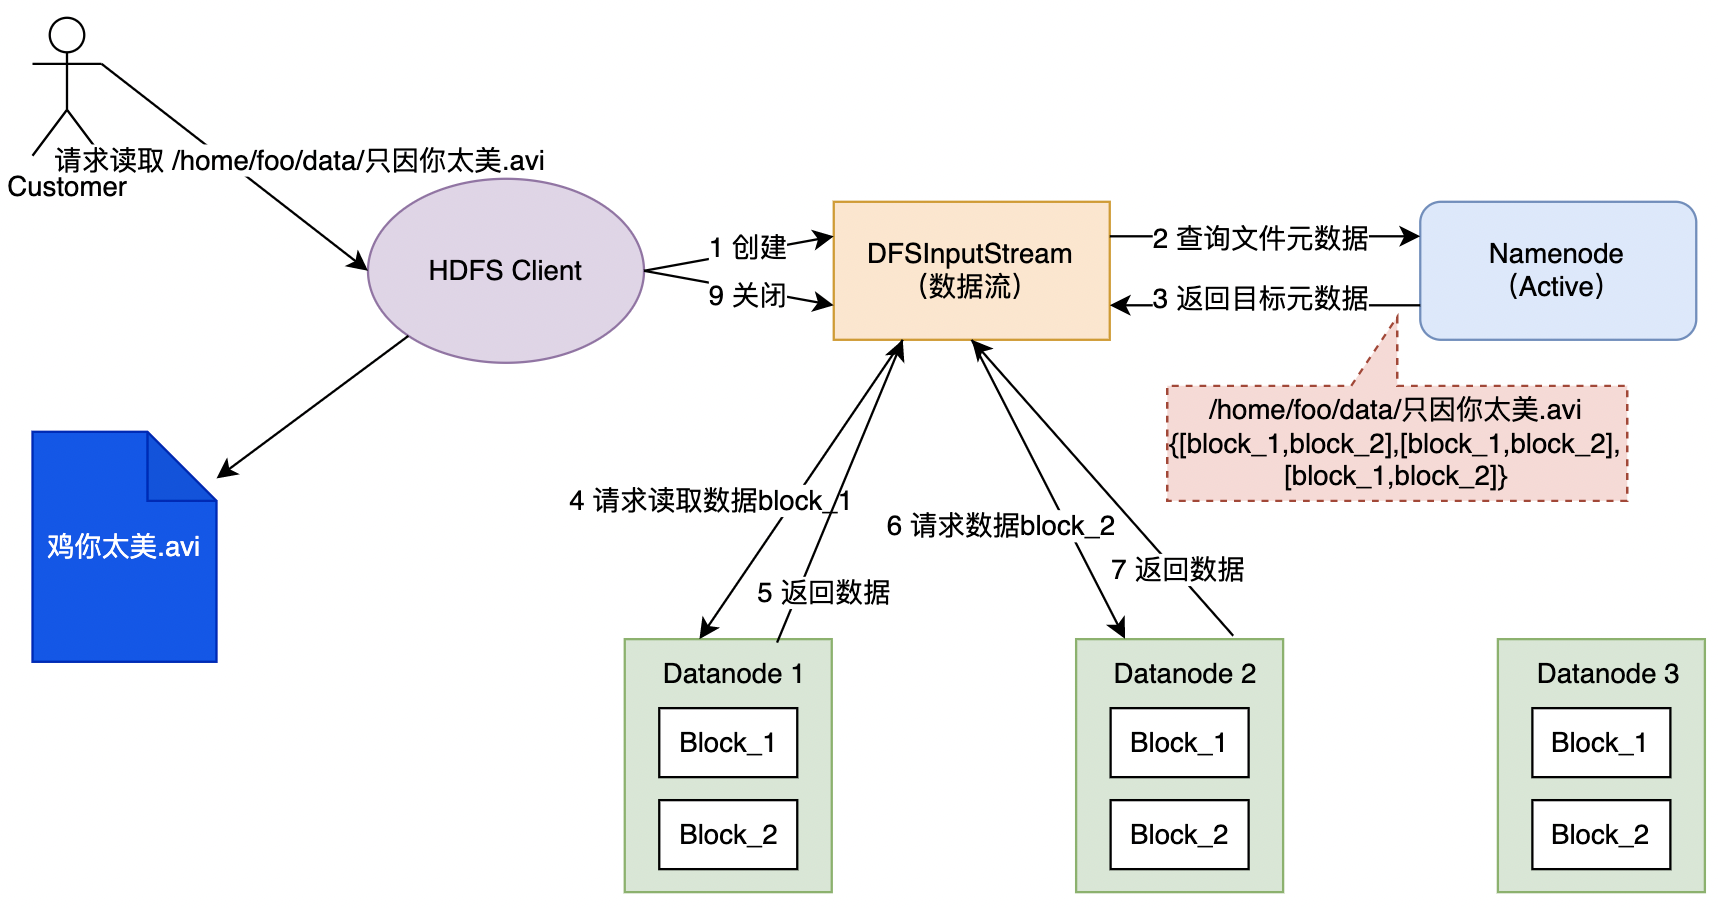 请求读取 /home/foo/data/只因你太美.avi
Customer
HDFS Client
1 创建
9 关闭
DFSInputStream
（数据流）
2 查询文件元数据
3 返回目标元数据
Namenode
（Active）
/home/foo/data/只因你太美.avi
{[block_1,block_2],[block_1,block_2],
[block_1,block_2]}
鸡你太美.avi
4 请求读取数据block_1
5 返回数据
6 请求数据block_2
7 返回数据
Datanode 1
Block_1
Block_2
Datanode 2
Block_1
Block_2
Datanode 3
Block_1
Block_2